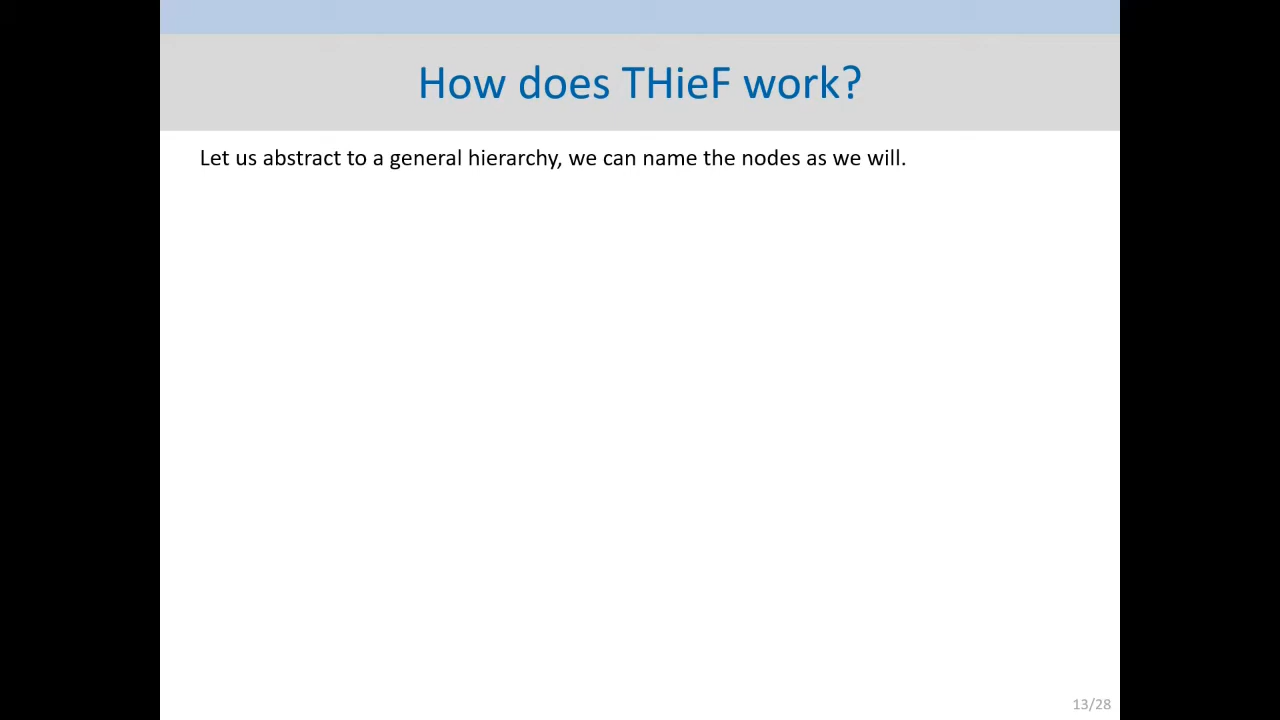 How does THieF work?
Let us abstract to a general hierarchy, we can name the nodes as we will.
13/28